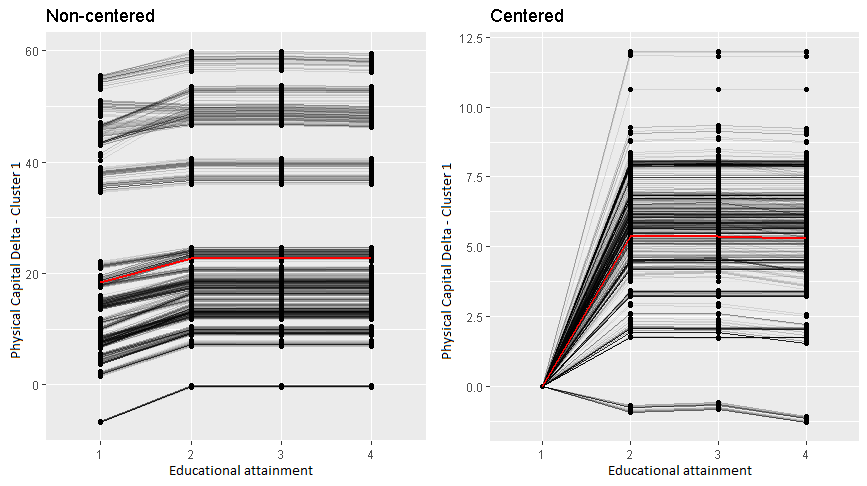 Non-centered
Physical Capital Delta - Cluster 1
60
40
20
0
1 2 3 4
Educational attainment
Centered
Physical Capital Delta - Cluster 1
12.5
10.0
7.5
5.0
2.5
0.0
1 2 3 4
Educational attainment